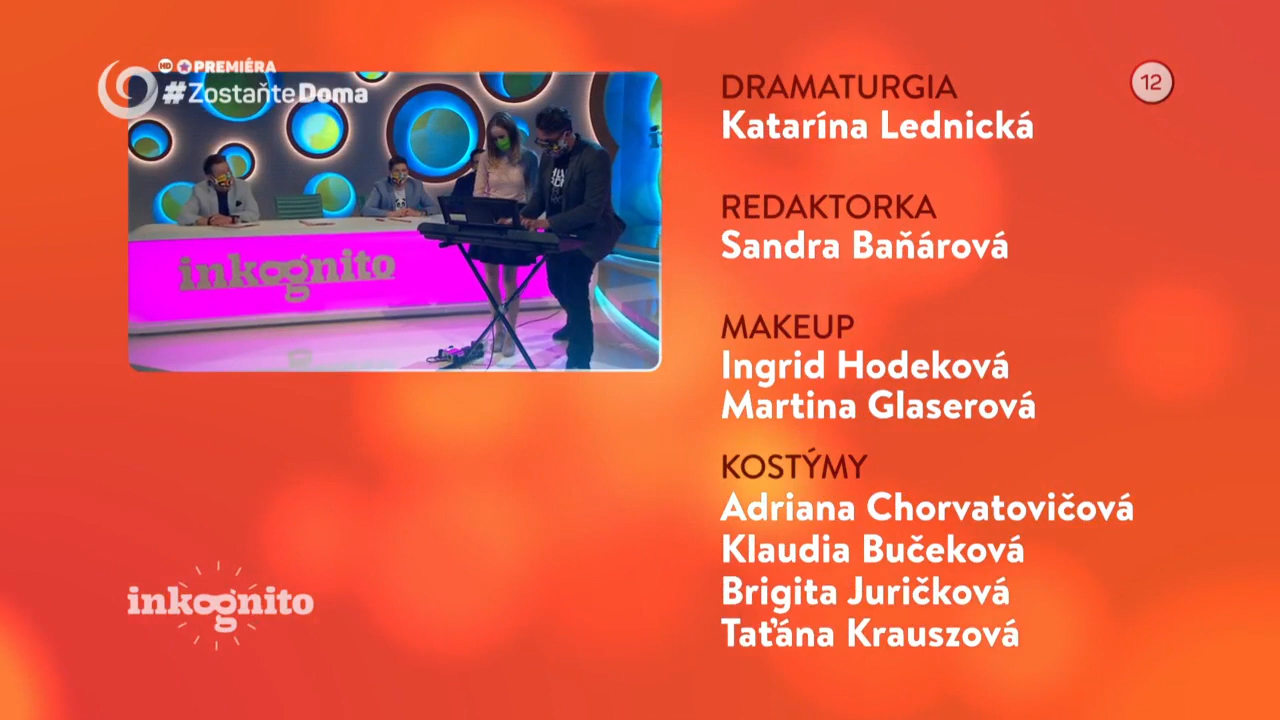 HD PREMIÉRA
#ZostaňteDoma
inkognito
DRAMATURGIA
Katarína Lednická
REDAKTORKA
Sandra Baňárová
MAKEUP
Ingrid Hodeková
Martina Glaserová
KOSTÝMY
Adriana Chorvatovičová
Klaudia Bučeková
Brigita Juričková
Taťána Krauszová
12
inkognito